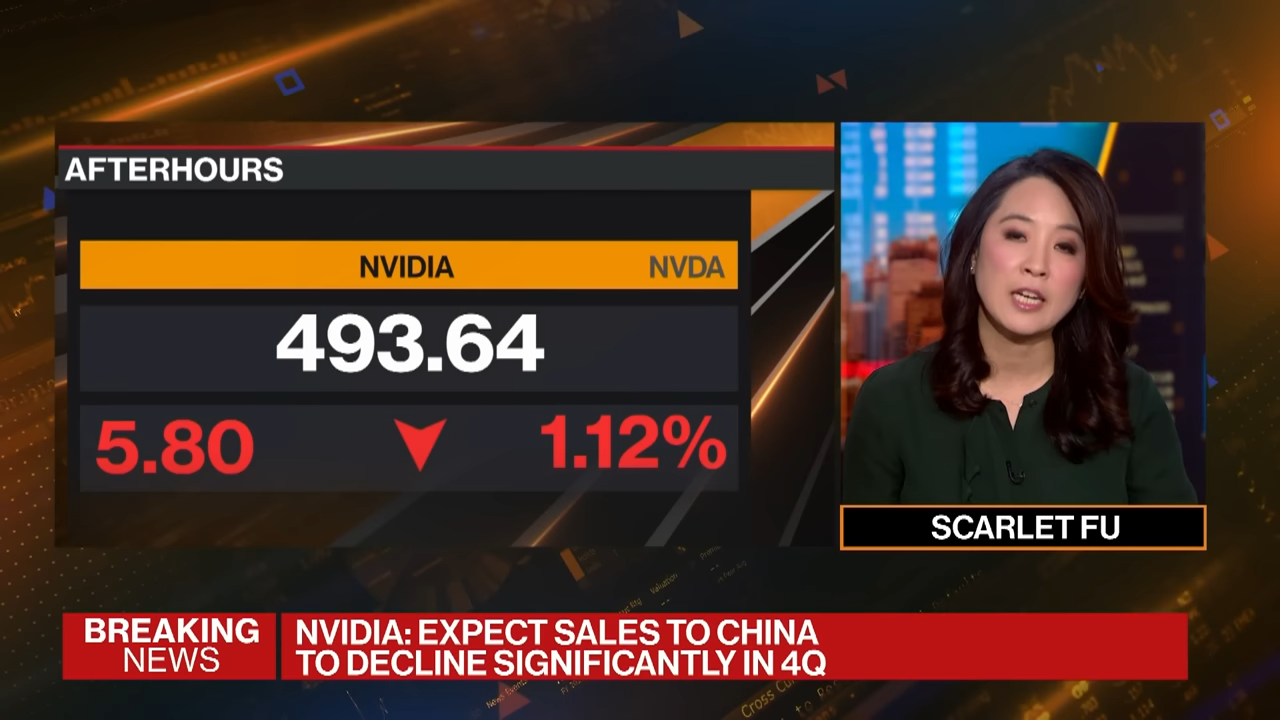 AFTERHOURS
NVIDIA NVDA
493.64
5.80 1.12%
SCARLET FU
BREAKING
NEWS
NVIDIA: EXPECT SALES TO CHINA
TO DECLINE SIGNIFICANTLY IN 4Q